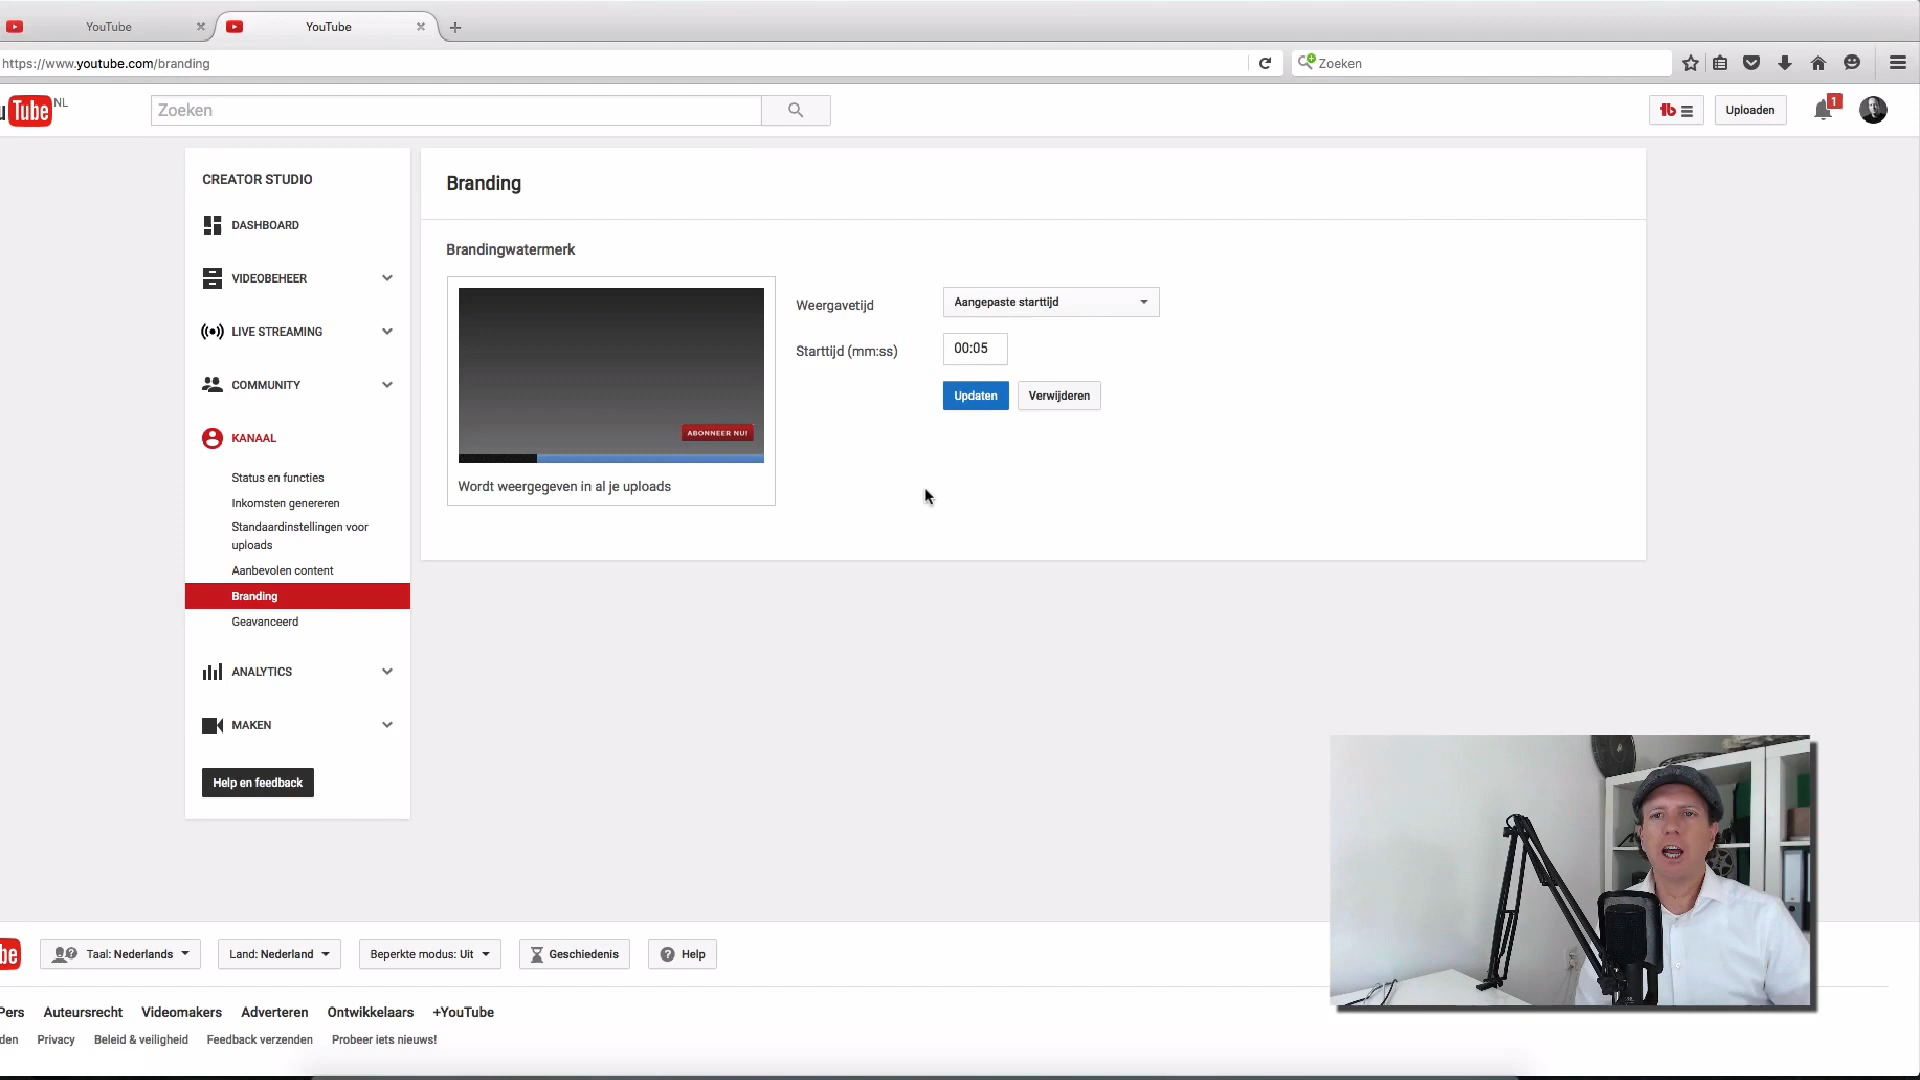 YouTube
YouTube
https://www.youtube.com/branding
Zoeken
Tube
NL
Zoeken
Uploaden
1
CREATOR STUDIO
DASHBOARD
VIDEOBEHEER
LIVE STREAMING
COMMUNITY
KANAAL
Status en functies
Inkomsten genereren
Standaardinstellingen voor
uploads
Aanbevolen content
Branding
Geavanceerd
ANALYTICS
MAKEN
Help en feedback
Branding
Brandingwatermerk
ABONNEER NU!
Wordt weergegeven in al je uploads
Weergavetijd
Aangepaste starttijd
Starttijd (mm:ss)
00:05
Updaten
Verwijderen
be
Taal: Nederlands
Land: Nederland
Beperkte modus: Uit
Geschiedenis
Help
Pers
Auteursrecht
Videomakers
Adverteren
Ontwikkelaars
+YouTube
den
Privacy
Beleid & veiligheid
Feedback verzenden
Probeer iets nieuws!